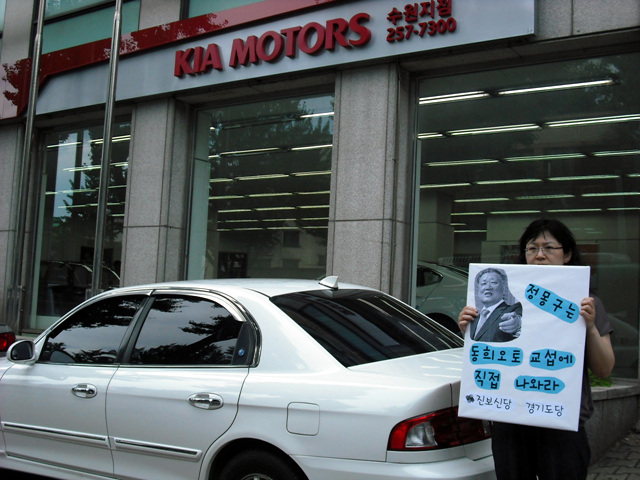 KIA MOTORS 수원지점
257-7300
정몽구는
동희오토 교섭에
직접 나와라
진보신당 경기도당